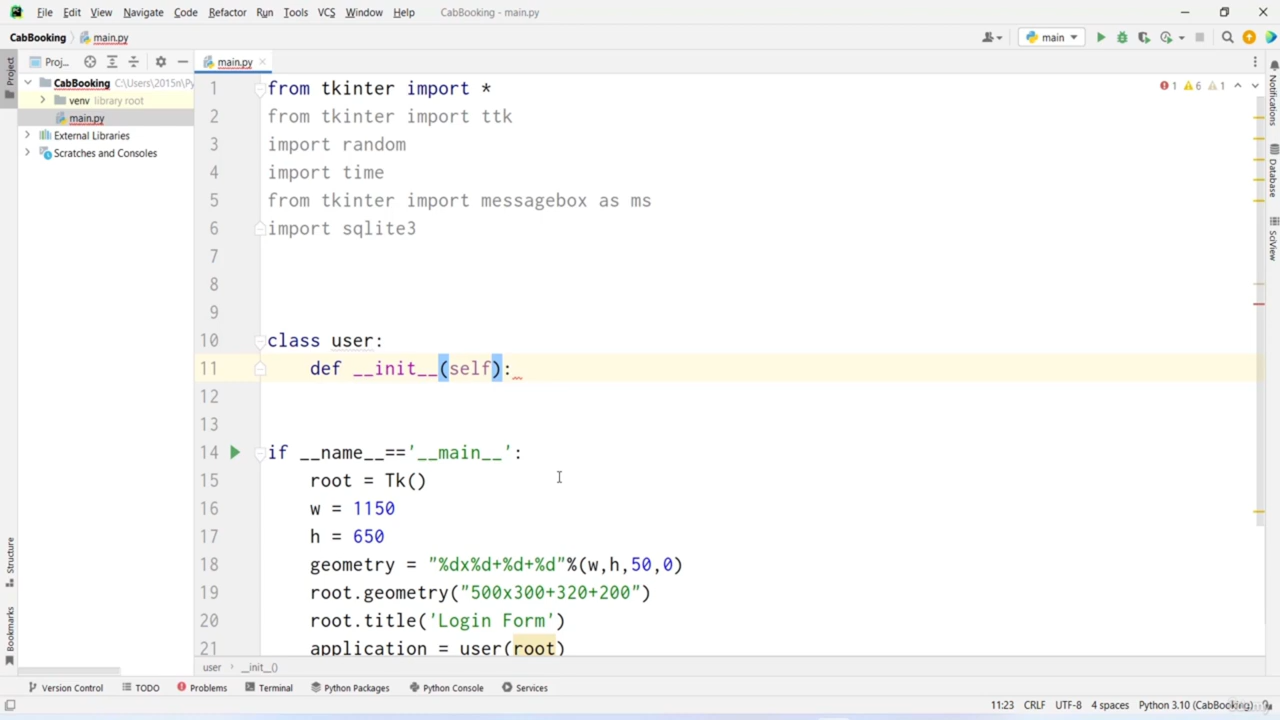 File Edit View Navigate Code Refactor Run Tools VCS Window Help CabBooking - main.py
CabBooking main.py main
Proj... main.py
Project
CabBooking C:\Users\2015n\Py
venv library root
main.py
External Libraries
Scratches and Consoles
1 6 1
1 from tkinter import *
2 from tkinter import ttk
3 import random
4 import time
5 from tkinter import messagebox as ms
6 import sqlite3
7
8
9
10 class user:
11 def __init__(self):
12
13
14 if __name__=='__main__':
15 root = Tk()
16 w = 1150
17 h = 650
18 geometry = "%dx%d+%d+%d"%(w,h,50,0)
19 root.geometry("500x300+320+200")
20 root.title('Login Form')
21 application = user(root)
Notifications
Database
SciView
Structure
Bookmarks
user __init__()
Version Control TODO Problems Terminal Python Packages Python Console Services
11:23 CRLF UTF-8 4 spaces Python 3.10 (CabBooking)